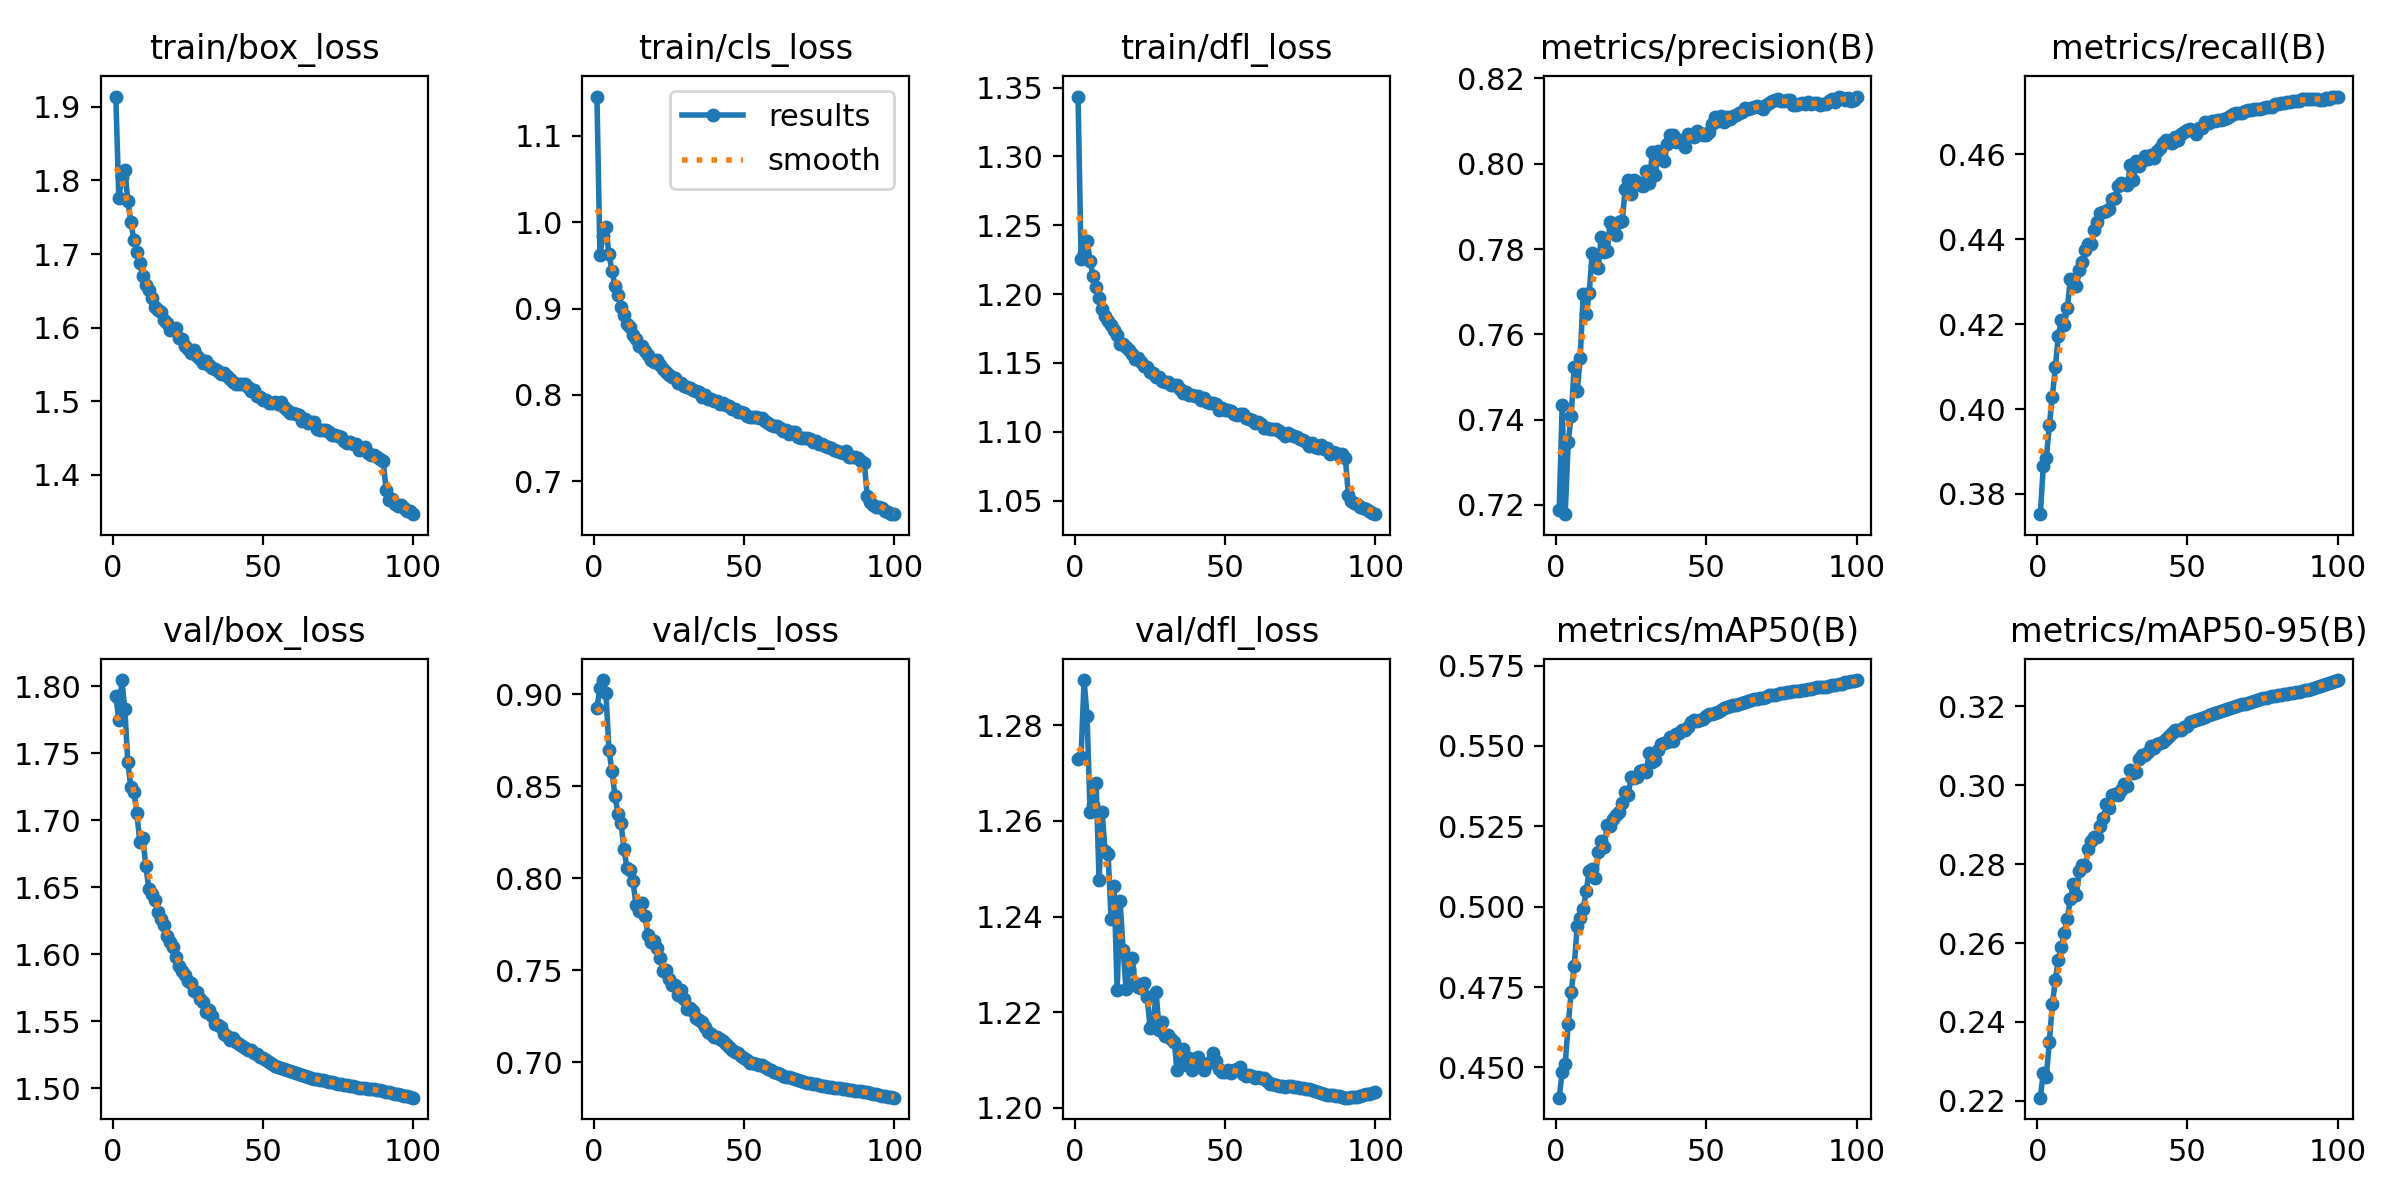 train/box_loss
1.9
1.8
1.7
1.6
1.5
1.4
0 50 100
train/cls_loss
results
smooth
1.1
1.0
0.9
0.8
0.7
0 50 100
train/dfl_loss
1.35
1.30
1.25
1.20
1.15
1.10
1.05
0 50 100
metrics/precision(B)
0.82
0.80
0.78
0.76
0.74
0.72
0 50 100
metrics/recall(B)
0.46
0.44
0.42
0.40
0.38
0 50 100
val/box_loss
1.80
1.75
1.70
1.65
1.60
1.55
1.50
0 50 100
val/cls_loss
0.90
0.85
0.80
0.75
0.70
0 50 100
val/dfl_loss
1.28
1.26
1.24
1.22
1.20
0 50 100
metrics/mAP50(B)
0.575
0.550
0.525
0.500
0.475
0.450
0 50 100
metrics/mAP50-95(B)
0.32
0.30
0.28
0.26
0.24
0.22
0 50 100